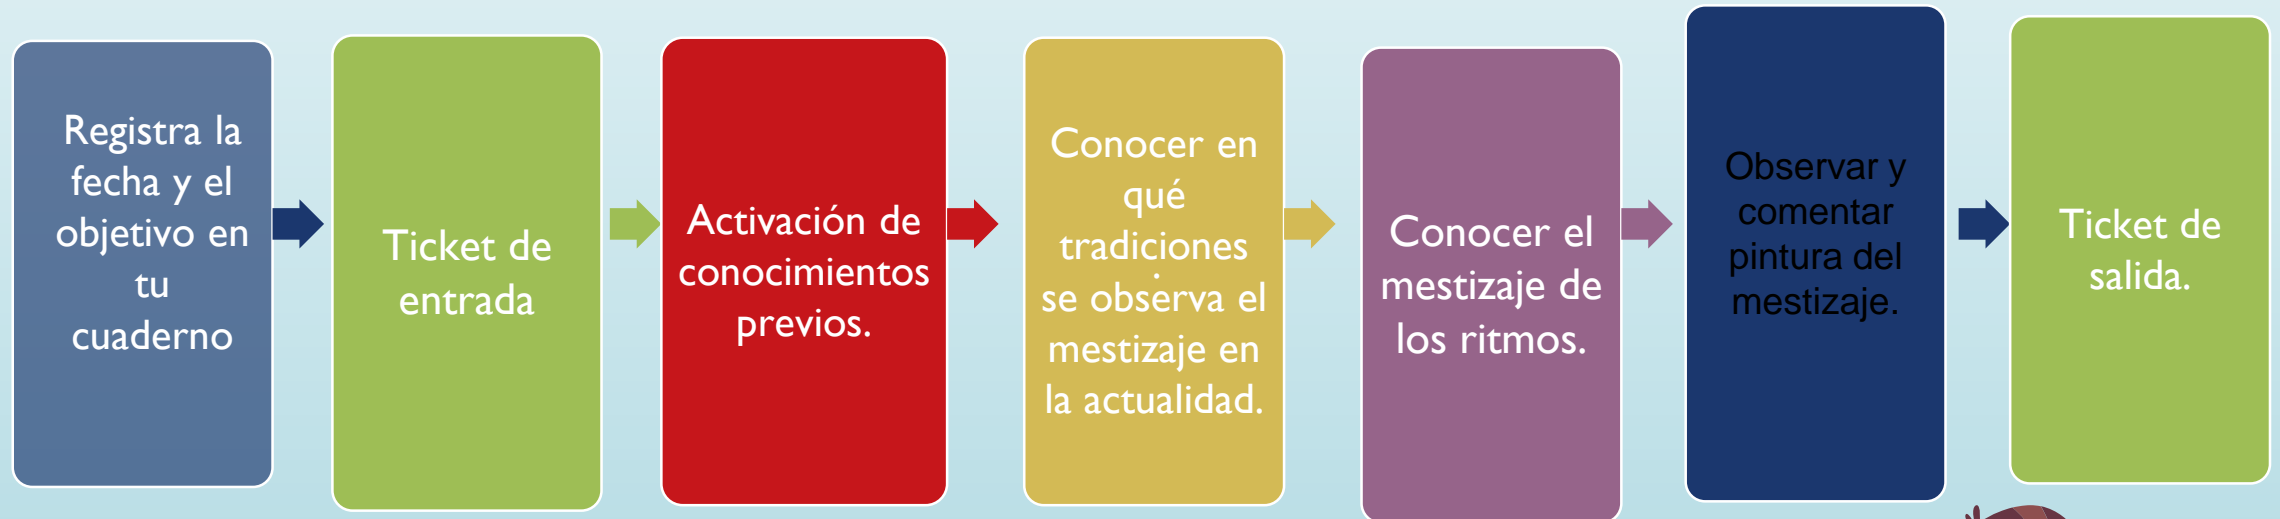 Registra la
fecha y el
objetivo en
tu
cuaderno
Ticket de
entrada
Activación de
conocimientos
previos.
Conocer en
qué
tradiciones
.
se observa el
mestizaje en
la actualidad.
Conocer el
mestizaje de
los ritmos.
Observar y
comentar
pintura del
mestizaje.
Ticket de
salida.